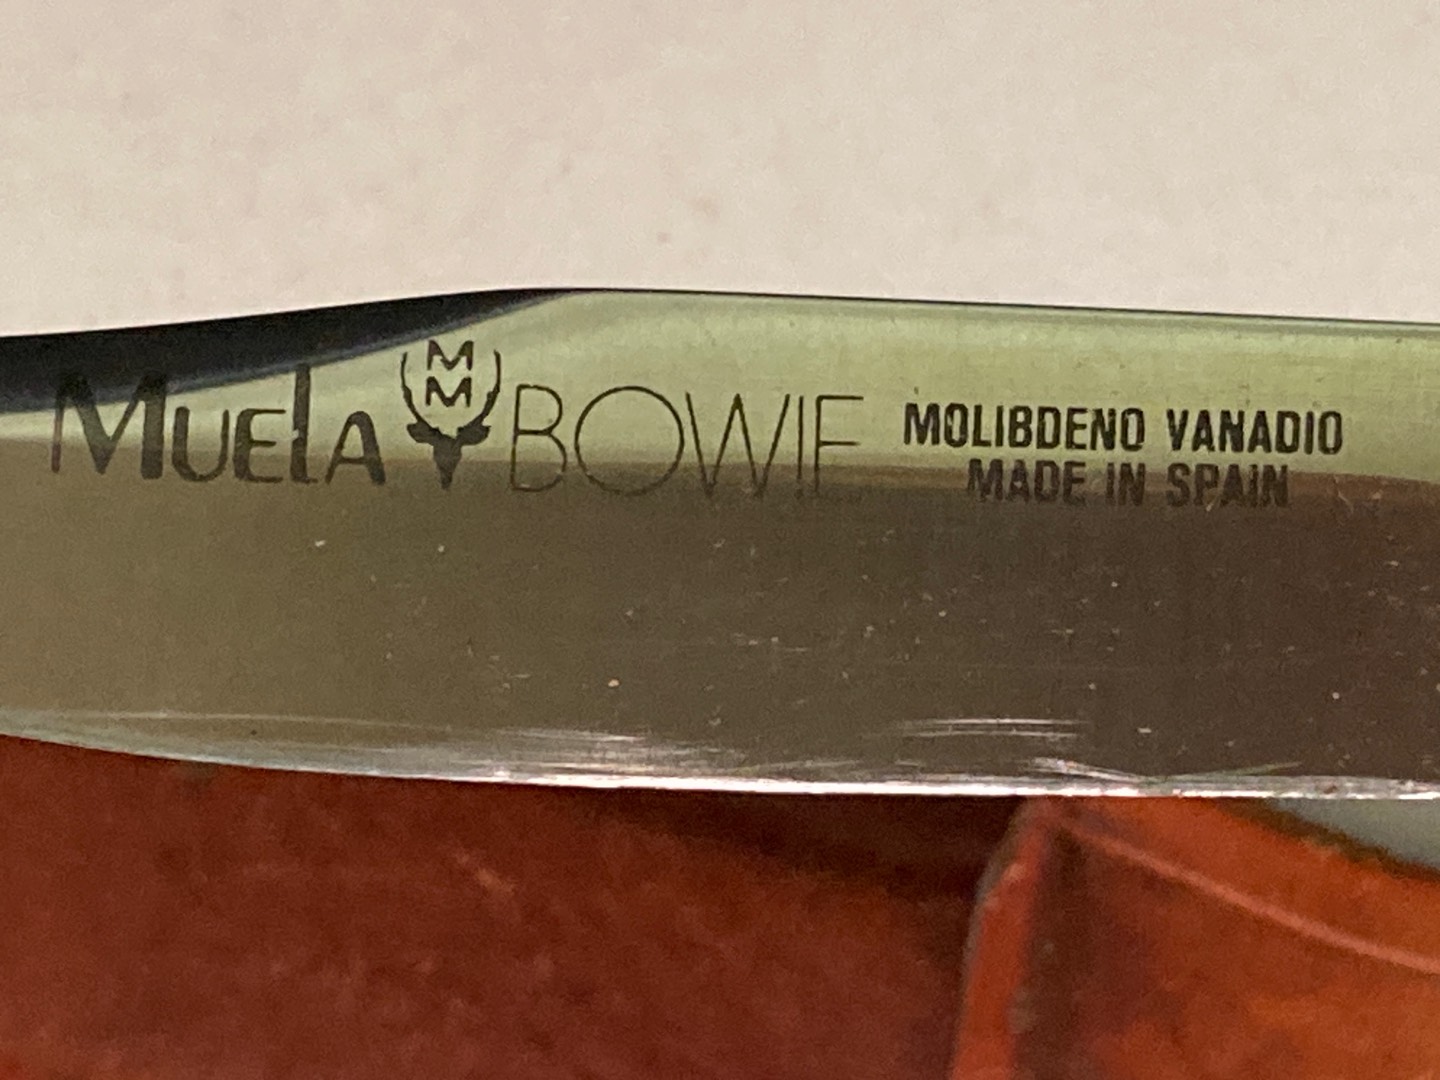 Muela MM BOWIE MOLIBDENO VANADIO
MADE IN SPAIN